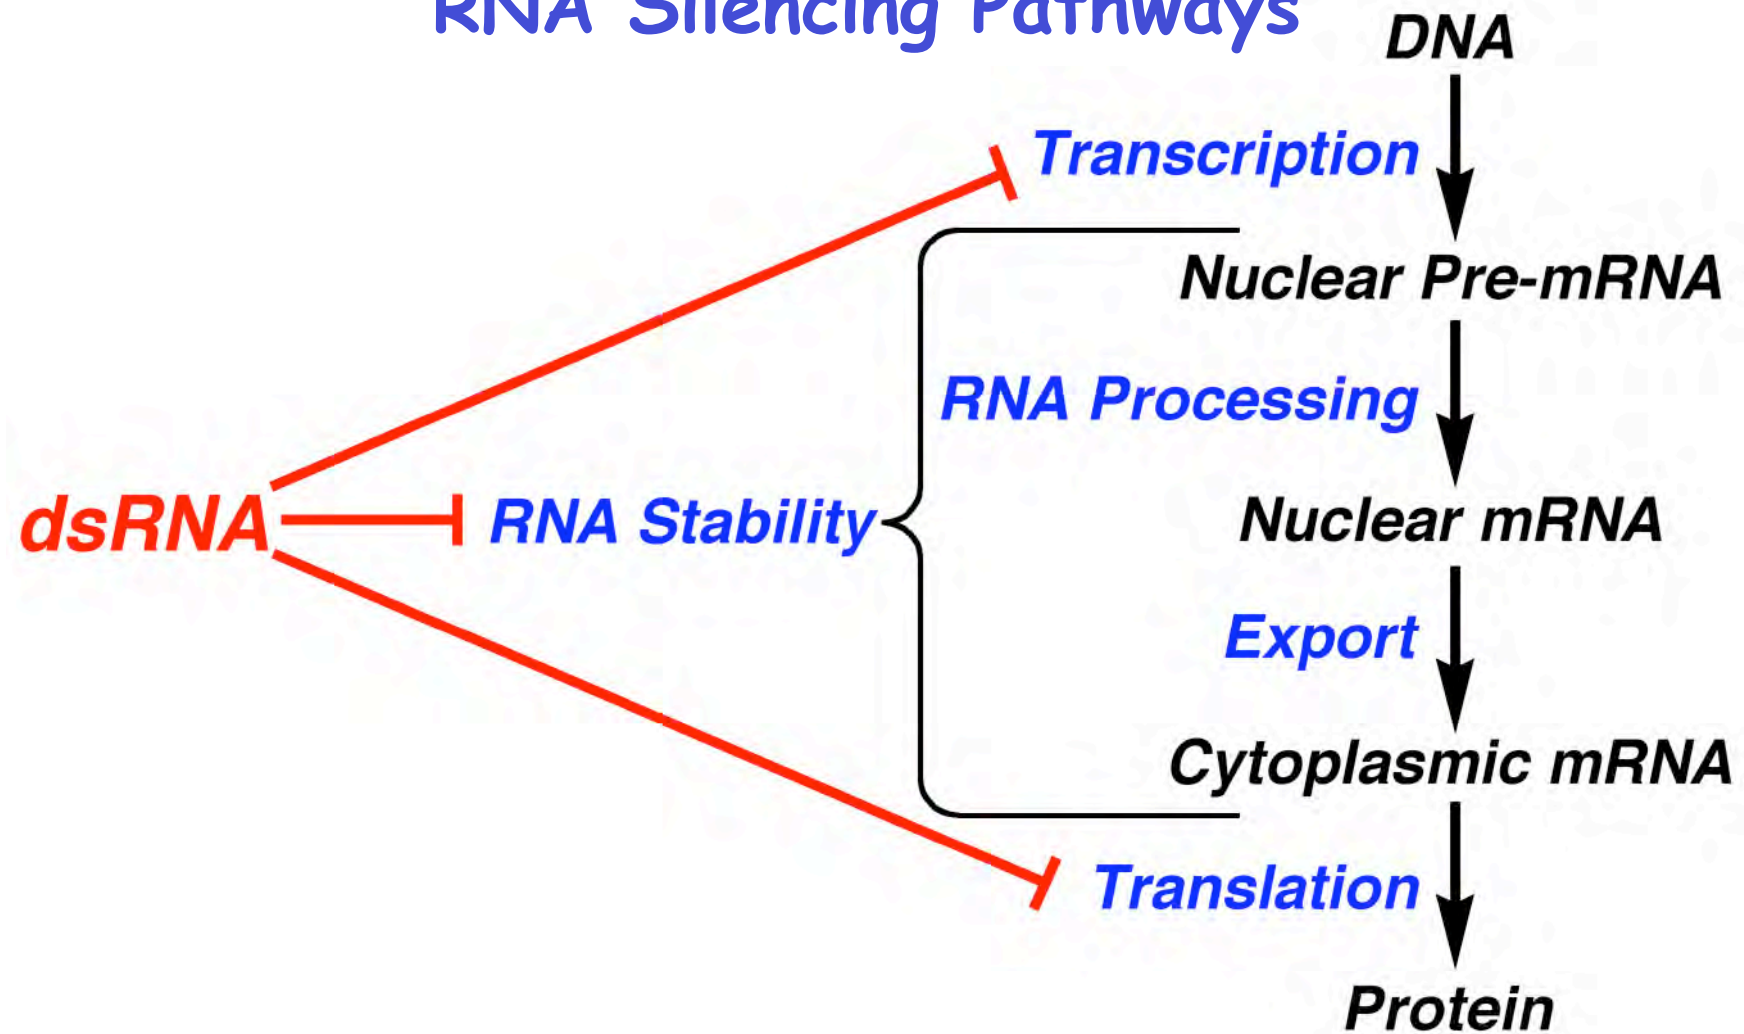 RNA Silencing Pathways
DNA
Transcription
Nuclear Pre-mRNA
RNA Processing
dsRNA
RNA Stability
Nuclear mRNA
Export
Cytoplasmic mRNA
Translation
Protein